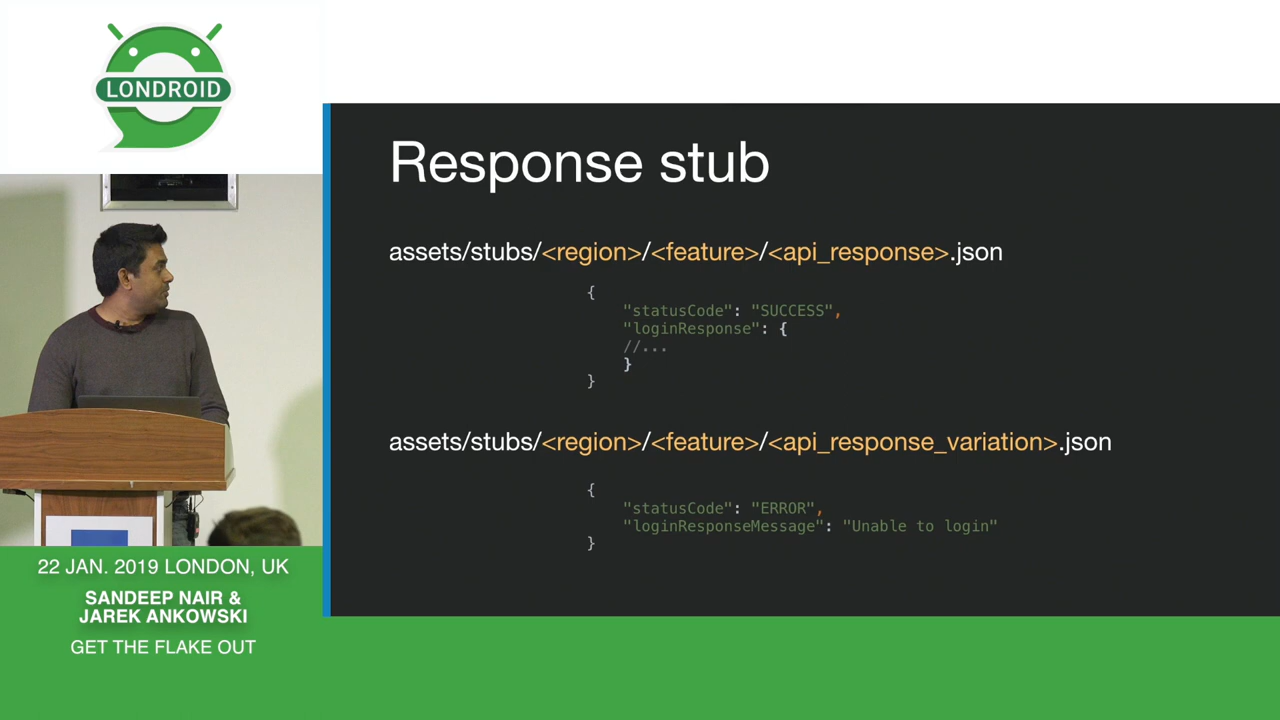 LONDROID
Response stub
assets/stubs/<region>/<feature>/<api_response>.json
{
"statusCode": "SUCCESS",
"loginResponse": {
//...
}
}
assets/stubs/<region>/<feature>/<api_response_variation>.json
{
"statusCode": "ERROR",
"loginResponseMessage": "Unable to login"
}
22 JAN. 2019 LONDON, UK
SANDEEP NAIR &
JAREK ANKOWSKI
GET THE FLAKE OUT